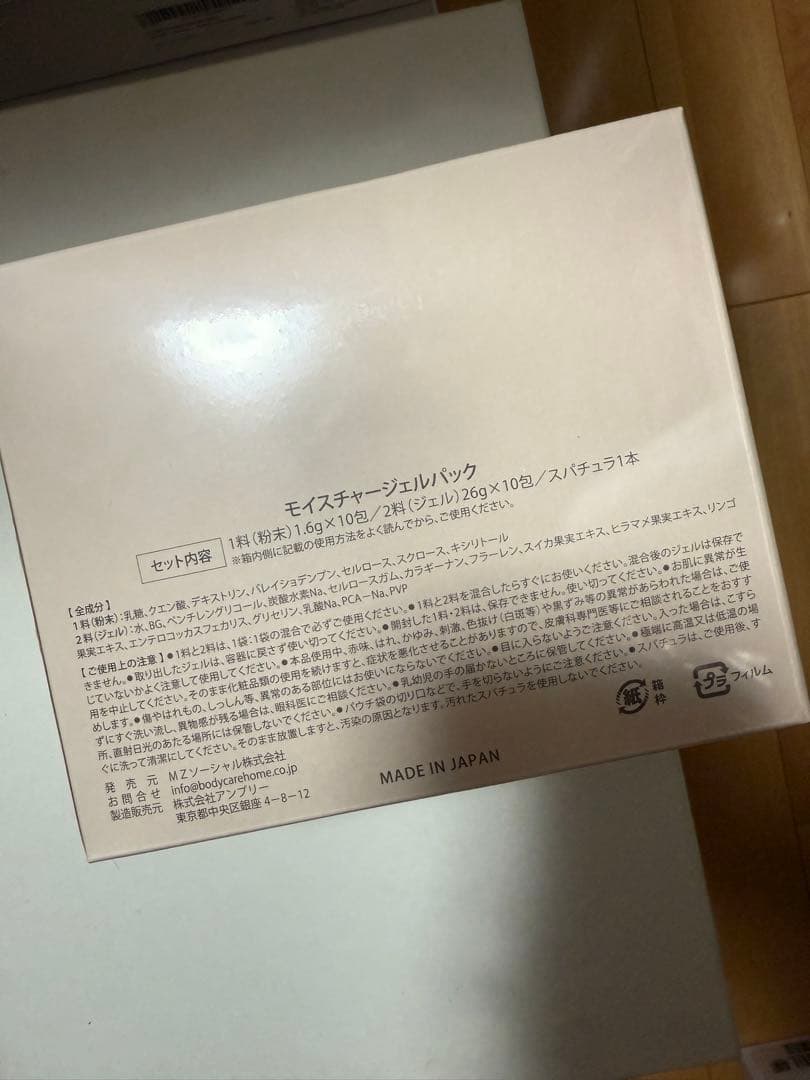 モイスチャージェルパック
セット内容
1料（粉末）1.6g×10包／2料（ジェル）26g×10包／スパチュラ1本
※箱内側に記載の使用方法をよく読んでから、ご使用ください。
【全成分】
1料（粉末）：乳糖、クエン酸、デキストリン、バレイショデンプン、セルロース、スクロース、キシリトール
2料（ジェル）：水、BG、ペンチレングリコール、炭酸水素Na、セルロースガム、カラギーナン、フラーレン、スイカ果実エキス、ヒラマメ果実エキス、リンゴ
果実エキス、エンテロコッカスフェカリス、グリセリン、乳酸Na、PCA－Na、PVP
【ご使用上の注意】●1料と2料は、1袋：1袋の混合で必ずご使用ください。●1料と2料を混合したらすぐにお使いください。混合後のジェルは保存で
きません。●取り出したジェルは、容器に戻さず使い切ってください。●開封した1料・2料は、保存できません。使い切ってください。●お肌に異常が生
じていないかよく注意して使用してください。●本品使用中、赤味、はれ、かゆみ、刺激、色抜け（白斑等）や黒ずみ等の異常があらわれた場合は、ご使
用を中止してください。そのまま化粧品類の使用を続けますと、症状を悪化させることがありますので、皮膚科専門医等にご相談されることをおすす
めします。●傷やはれもの、しっしん等、異常のある部位にはお使いにならないでください。●目に入らないようご注意ください。入った場合は、こすら
ずにすぐ洗い流し、異物感が残る場合は、眼科医にご相談ください。●乳幼児の手の届かないところに保管してください。●極端に高温又は低温の場
所、直射日光のあたる場所には保管しないでください。●パウチ袋の切り口などで、手を切らないようにご注意ください。●スパチュラは、ご使用後、す
ぐに洗って清潔にしてください。そのまま放置しますと、汚染の原因となります。汚れたスパチュラを使用しないでください。
紙 箱 枠
プラ フィルム
発売元 MZソーシャル株式会社
お問合せ info@bodycarehome.co.jp
製造販売元 株式会社アンブリー
東京都中央区銀座4－8－12
MADE IN JAPAN